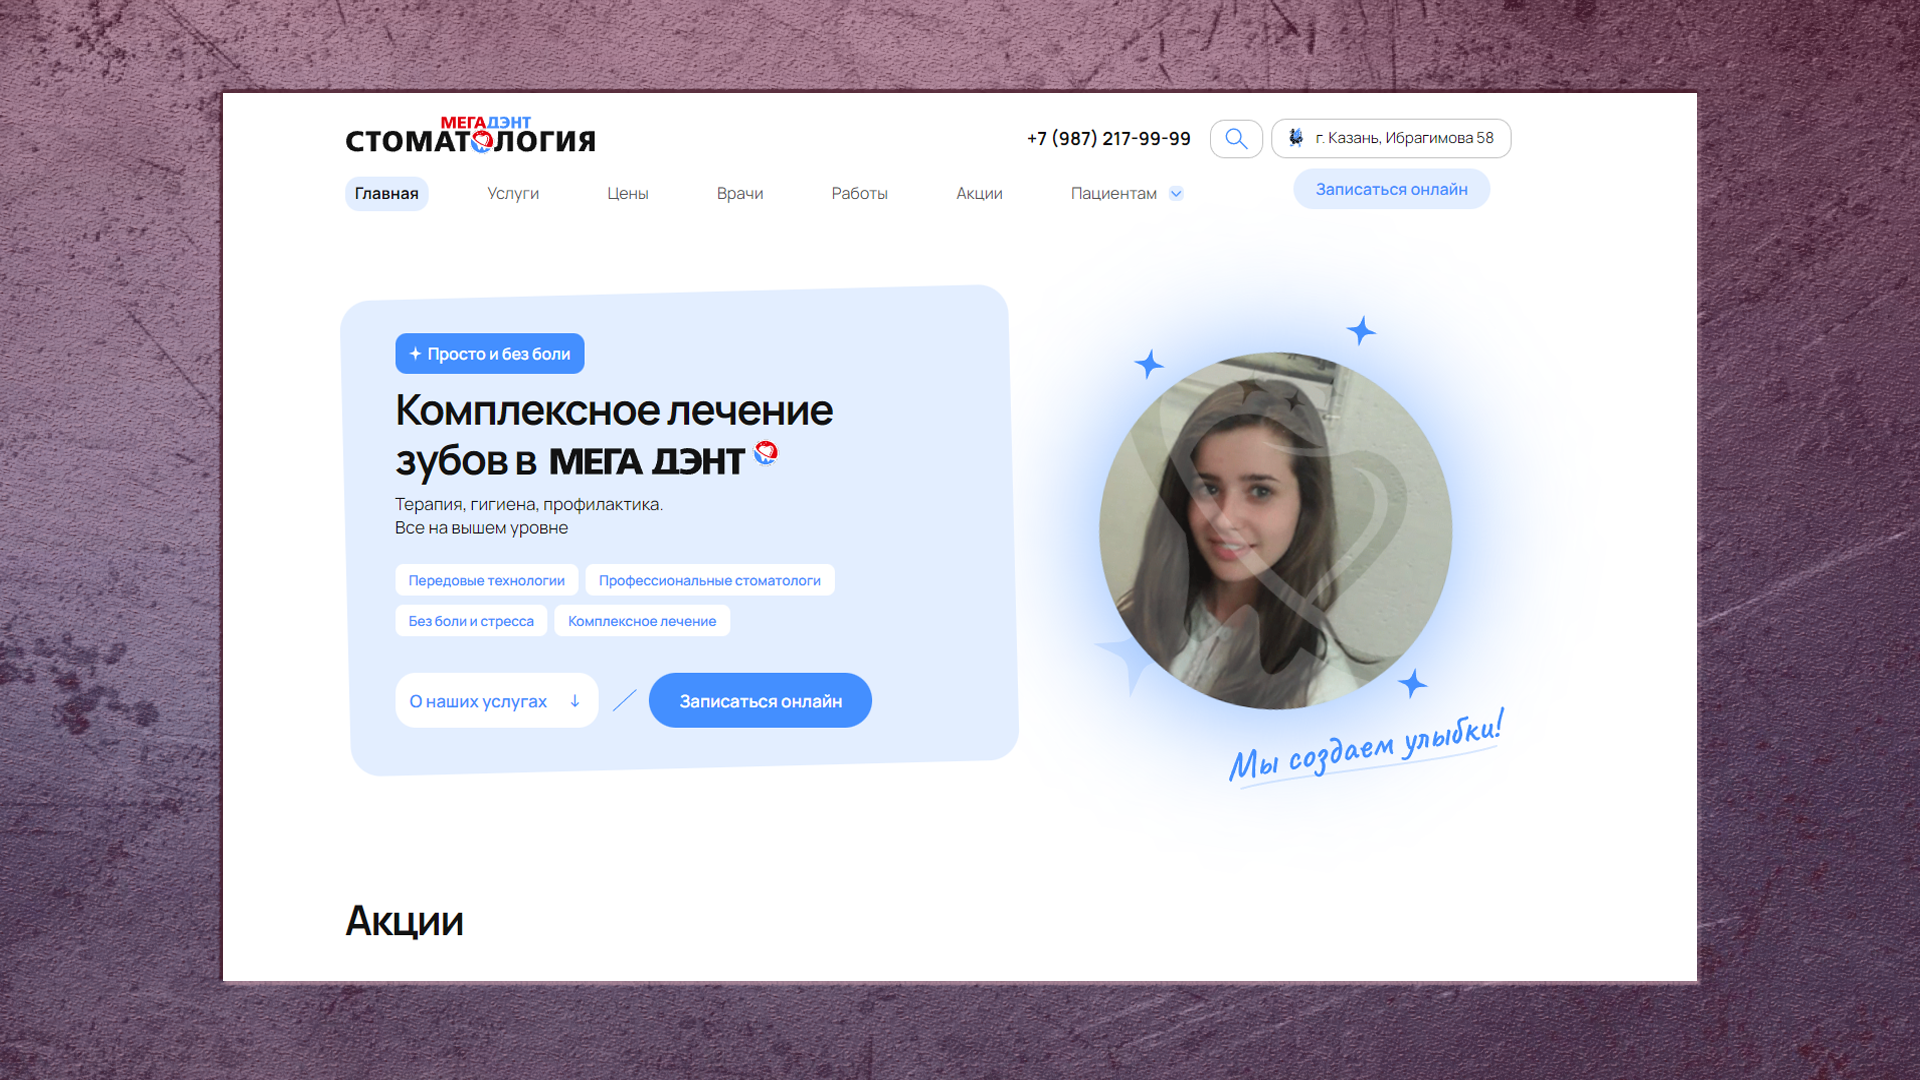 МЕГАДЭНТ
СТОМАТОЛОГИЯ
+7 (987) 217-99-99
г. Казань, Ибрагимова 58
Главная Услуги Цены Врачи Работы Акции Пациентам
Записаться онлайн
Просто и без боли
Комплексное лечение
зубов в МЕГА ДЭНТ
Терапия, гигиена, профилактика.
Все на вышем уровне
Передовые технологии Профессиональные стоматологи
Без боли и стресса Комплексное лечение
О наших услугах Записаться онлайн
Мы создаем улыбки!
Акции